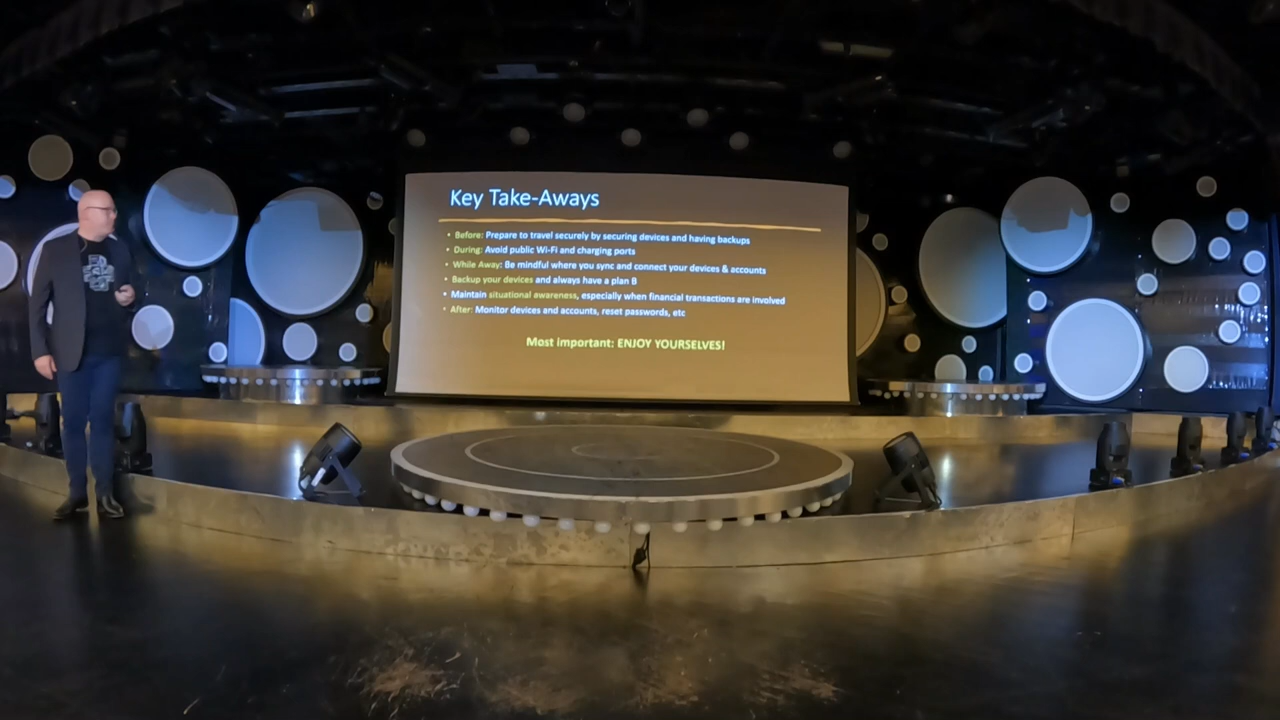 Key Take-Aways
• Before: Prepare to travel securely by securing devices and having backups
• During: Avoid public Wi-Fi and charging ports
• While Away: Be mindful where you sync and connect your devices & accounts
• Backup your devices and always have a plan B
• Maintain situational awareness, especially when financial transactions are involved
• After: Monitor devices and accounts, reset passwords, etc
Most important: ENJOY YOURSELVES!